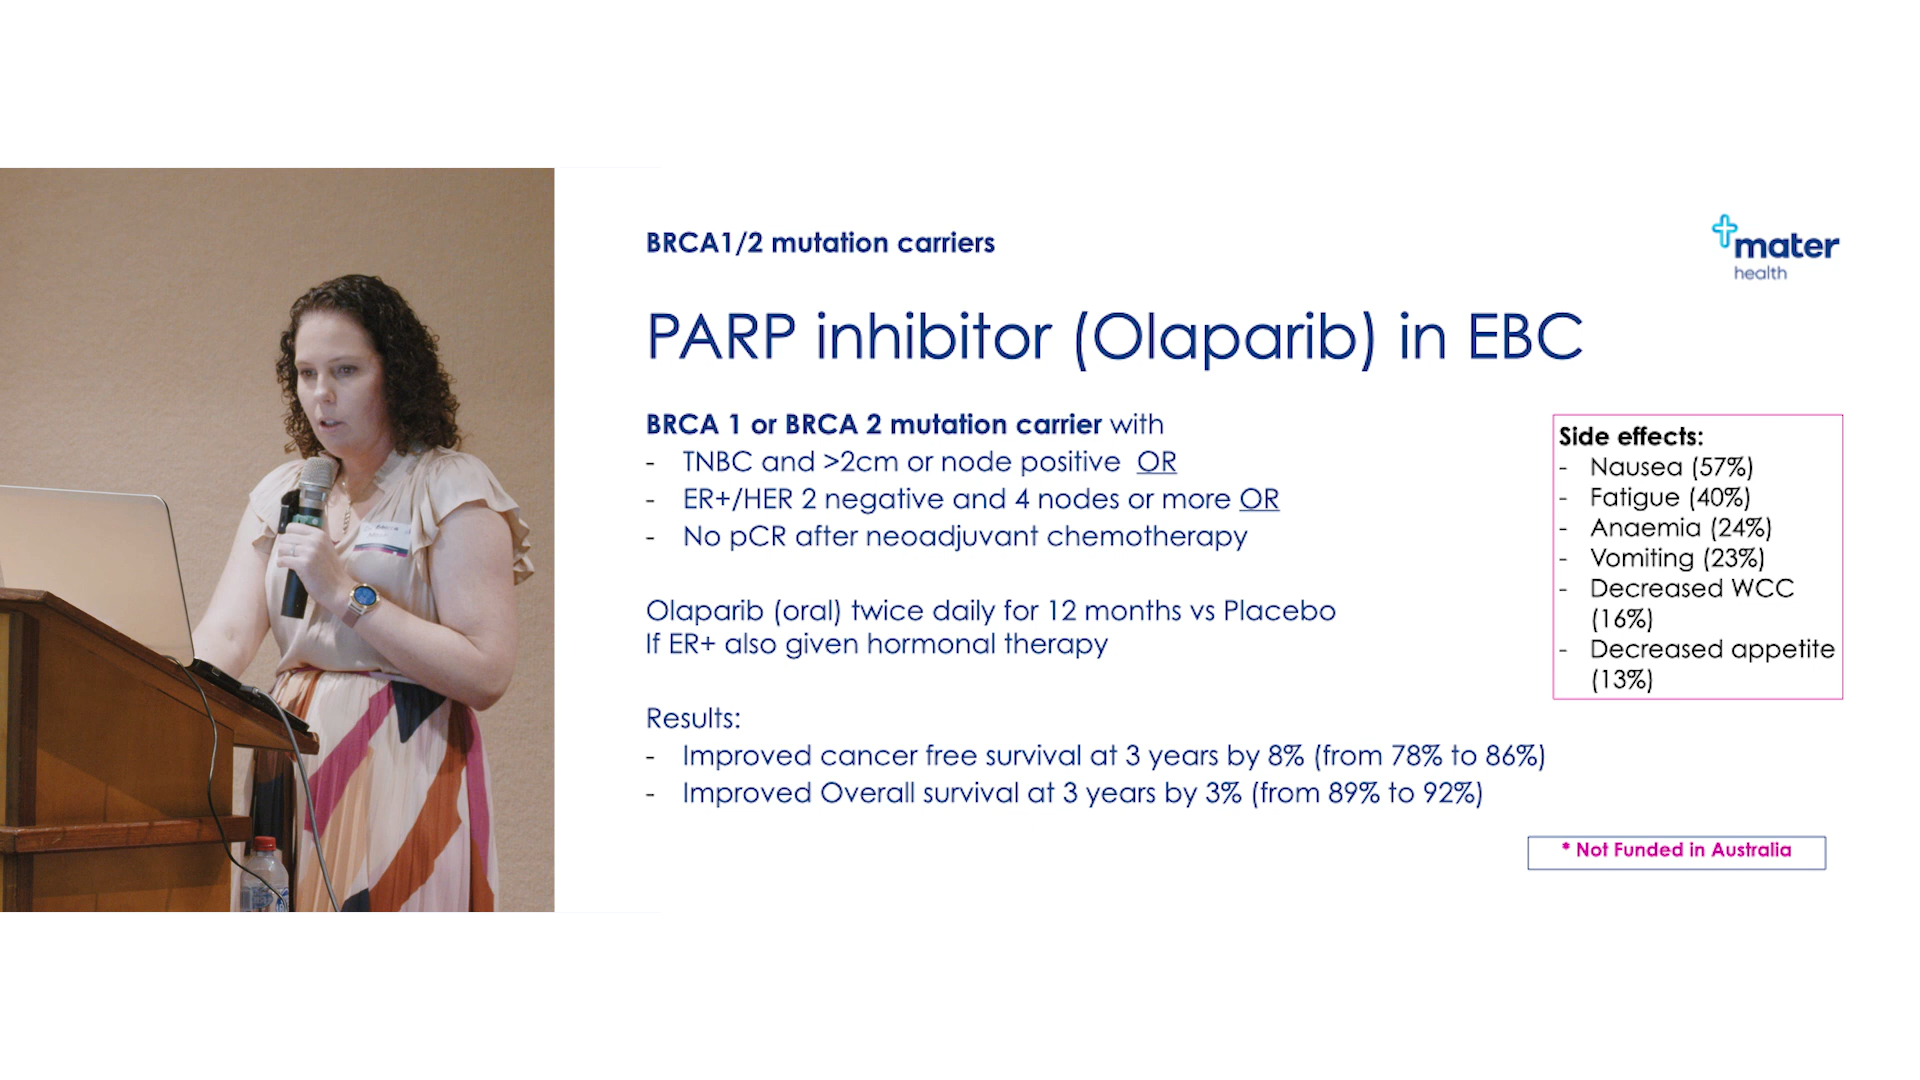 BRCA1/2 mutation carriers
mater
health
PARP inhibitor (Olaparib) in EBC
BRCA 1 or BRCA 2 mutation carrier with
- TNBC and >2cm or node positive OR
- ER+/HER 2 negative and 4 nodes or more OR
- No pCR after neoadjuvant chemotherapy
Olaparib (oral) twice daily for 12 months vs Placebo
If ER+ also given hormonal therapy
Results:
- Improved cancer free survival at 3 years by 8% (from 78% to 86%)
- Improved Overall survival at 3 years by 3% (from 89% to 92%)
Side effects:
- Nausea (57%)
- Fatigue (40%)
- Anaemia (24%)
- Vomiting (23%)
- Decreased WCC
(16%)
- Decreased appetite
(13%)
* Not Funded in Australia